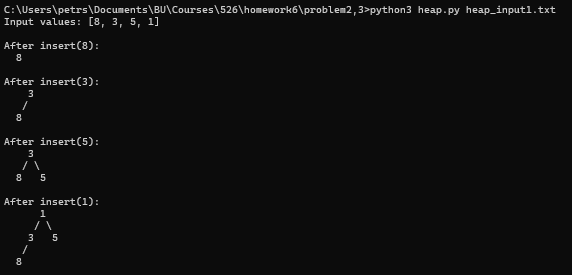 C:\Users\petrs\Documents\BU\Courses\526\homework6\problem2,3>python3 heap.py heap_input1.txt
Input values: [8, 3, 5, 1]

After insert(8):
  8

After insert(3):
    3
   /
  8

After insert(5):
    3
   / \
  8   5

After insert(1):
      1
     / \
    3   5
   /
  8